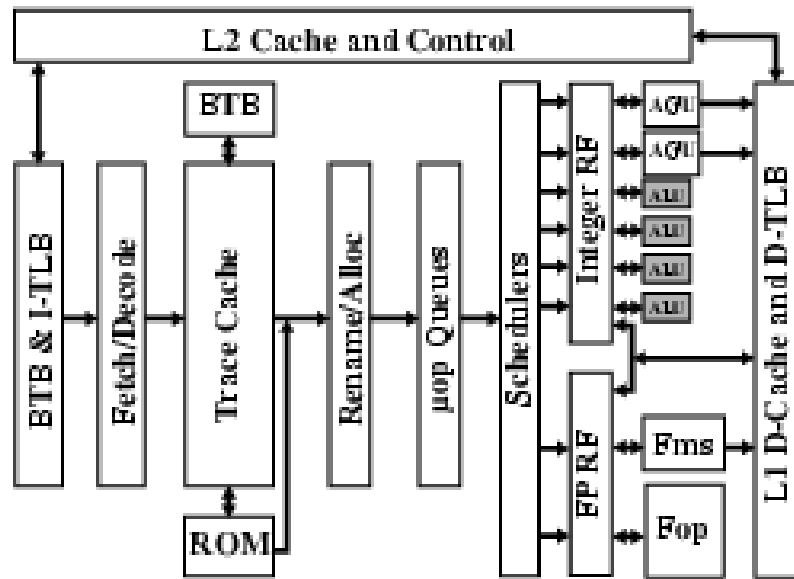 L2 Cache and Control
BTB
BTB & I-TLB
Fetch/Decode
Trace Cache
ROM
Rename/Alloc
µop Queues
Schedulers
Integer RF
FP RF
AGU
AGU
ALU
ALU
ALU
ALU
Fms
Fop
L1 D-Cache and D-TLB